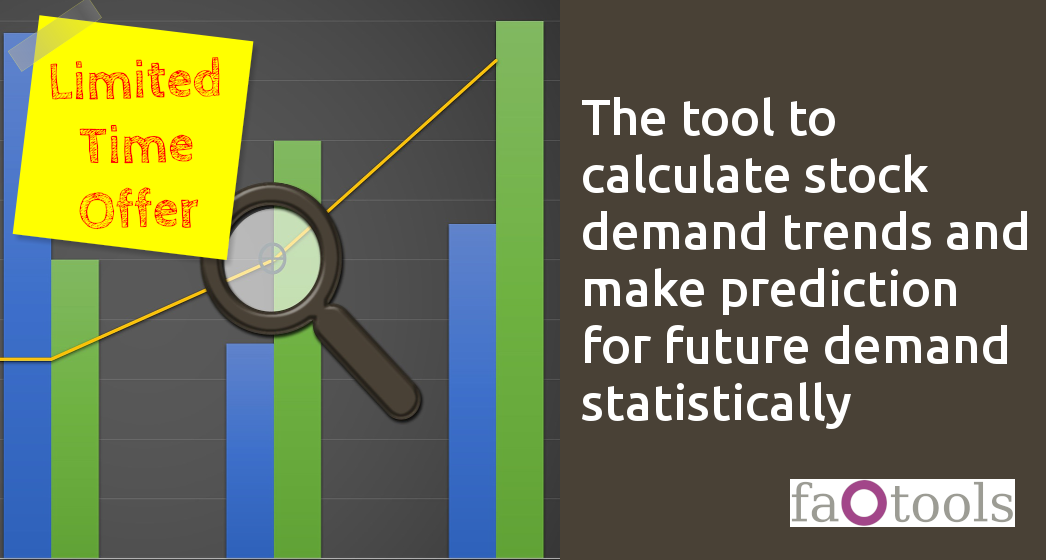 Limited
Time
Offer
The tool to
calculate stock
demand trends and
make prediction
for future demand
statistically
faOtools